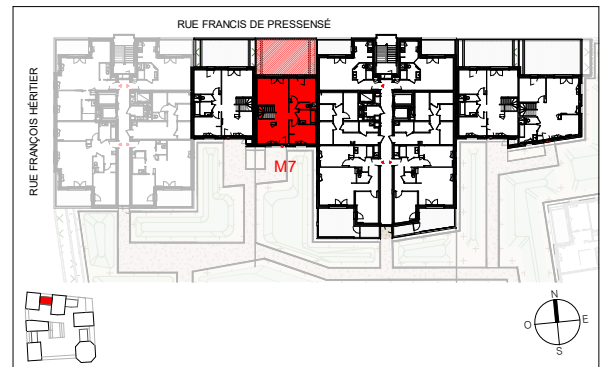 RUE FRANCIS DE PRESSENSÉ
RUE FRANÇOIS HÉRITIER
M7
N
O
E
S